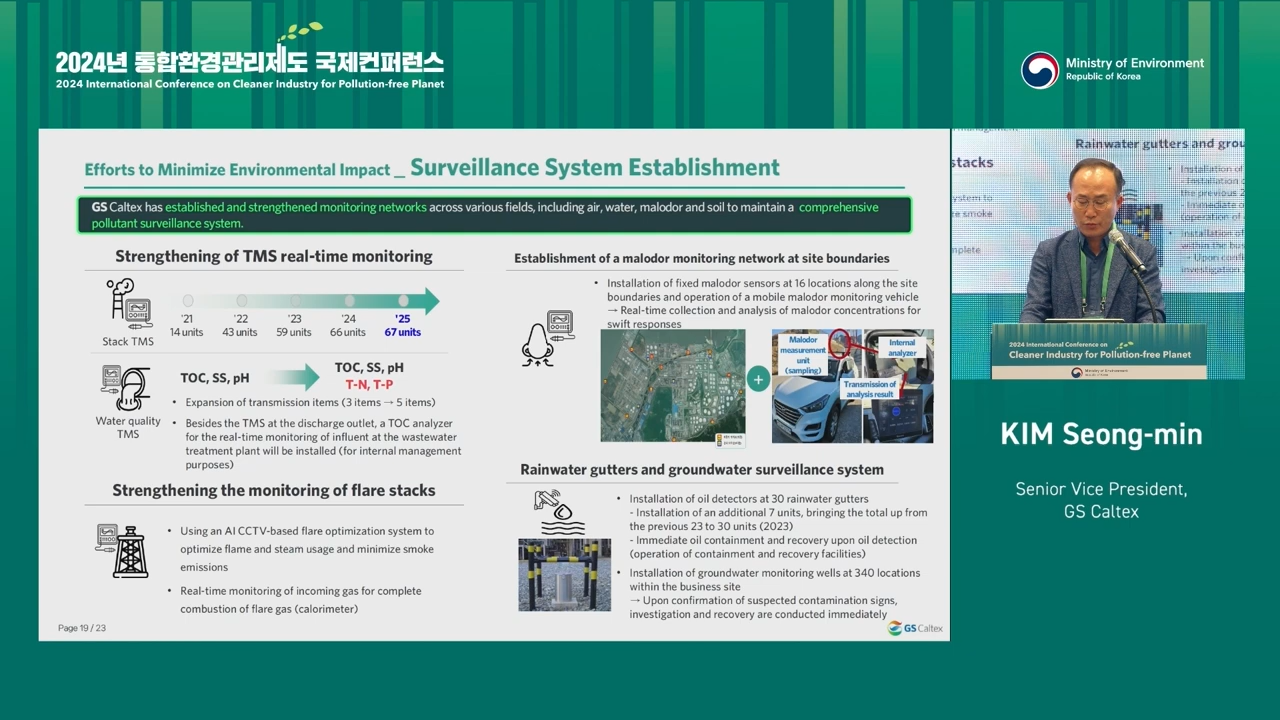 2024년 통합환경관리제도 국제컨퍼런스
2024 International Conference on Cleaner Industry for Pollution-free Planet
Ministry of Environment
Republic of Korea
Efforts to Minimize Environmental Impact _ Surveillance System Establishment
GS Caltex has established and strengthened monitoring networks across various fields, including air, water, malodor and soil to maintain a comprehensive
pollutant surveillance system.
Strengthening of TMS real-time monitoring
Stack TMS
'21
14 units
'22
43 units
'23
59 units
'24
66 units
'25
67 units
Water quality
TMS
TOC, SS, pH
TOC, SS, pH
T-N, T-P
• Expansion of transmission items (3 items → 5 items)
• Besides the TMS at the discharge outlet, a TOC analyzer
for the real-time monitoring of influent at the wastewater
treatment plant will be installed (for internal management
purposes)
Strengthening the monitoring of flare stacks
• Using an AI CCTV-based flare optimization system to
optimize flame and steam usage and minimize smoke
emissions
• Real-time monitoring of incoming gas for complete
combustion of flare gas (calorimeter)
Establishment of a malodor monitoring network at site boundaries
• Installation of fixed malodor sensors at 16 locations along the site
boundaries and operation of a mobile malodor monitoring vehicle
→ Real-time collection and analysis of malodor concentrations for
swift responses
+
Malodor
measurement
unit
(sampling)
Internal
analyzer
Transmission of
analysis result
Rainwater gutters and groundwater surveillance system
• Installation of oil detectors at 30 rainwater gutters
- Installation of an additional 7 units, bringing the total up from
the previous 23 to 30 units (2023)
- Immediate oil containment and recovery upon oil detection
(operation of containment and recovery facilities)
• Installation of groundwater monitoring wells at 340 locations
within the business site
→ Upon confirmation of suspected contamination signs,
investigation and recovery are conducted immediately
Page 19 / 23
GS Caltex
stacks
Rainwater gutters and grou
2024 International Conference on
Cleaner Industry for Pollution-free Planet
KIM Seong-min
Senior Vice President,
GS Caltex